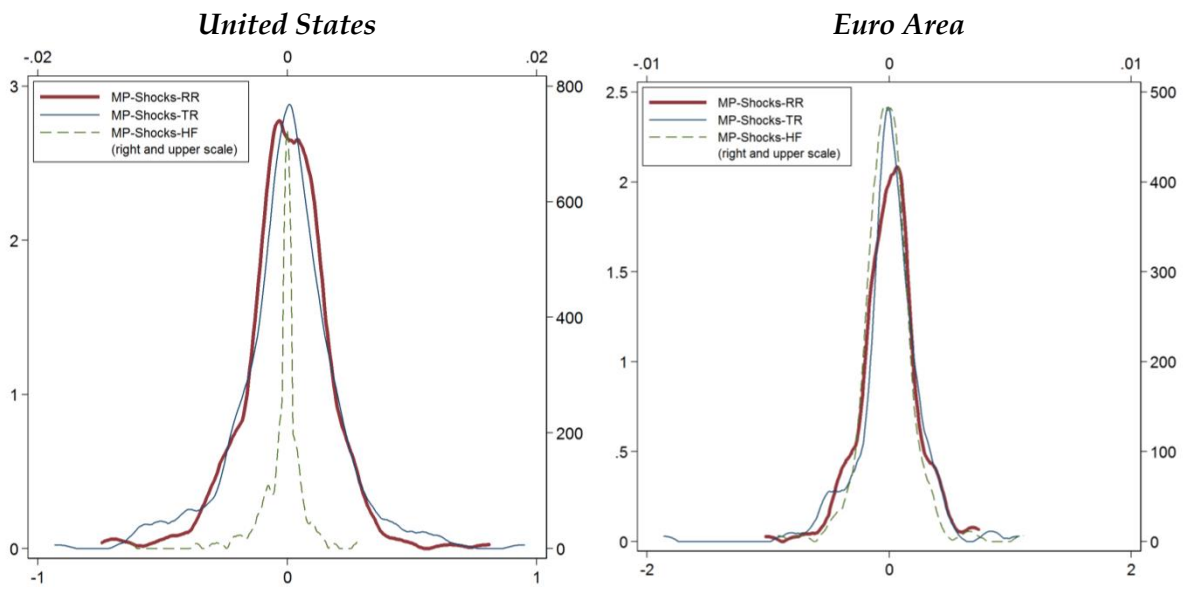 United States
-.02 0 .02
MP-Shocks-RR
MP-Shocks-TR
MP-Shocks-HF
(right and upper scale)
3 800
600
2
400
1
200
0 0
-1 0 1
Euro Area
-.01 0 .01
MP-Shocks-RR
MP-Shocks-TR
MP-Shocks-HF
(right and upper scale)
2.5 500
2 400
1.5 300
1 200
.5 100
0 0
-2 0 2